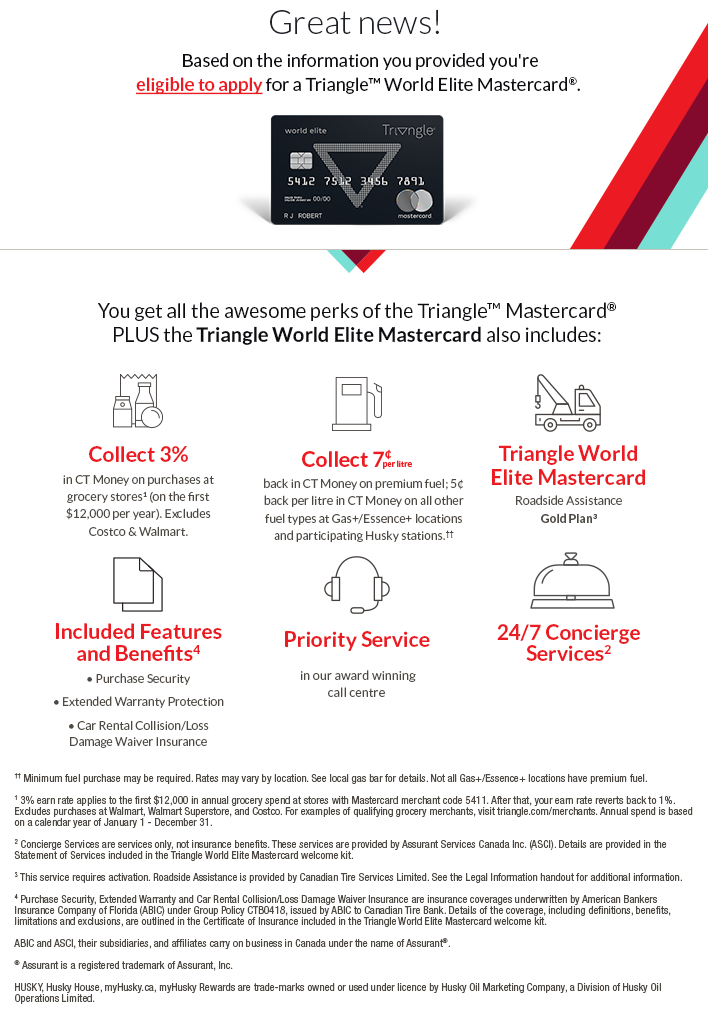 Great news!
Based on the information you provided you're
eligible to apply for a Triangle™ World Elite Mastercard®.
world elite
Triangle
5412 7512 3456 7891
00/00
R J ROBERT
mastercard
You get all the awesome perks of the Triangle™ Mastercard®
PLUS the Triangle World Elite Mastercard also includes:
Collect 3%
in CT Money on purchases at
grocery stores¹ (on the first
$12,000 per year). Excludes
Costco & Walmart.
Collect 7¢ per litre
back in CT Money on premium fuel; 5¢
back per litre in CT Money on all other
fuel types at Gas+/Essence+ locations
and participating Husky stations.††
Triangle World
Elite Mastercard
Roadside Assistance
Gold Plan³
Included Features
and Benefits⁴
• Purchase Security
• Extended Warranty Protection
• Car Rental Collision/Loss
Damage Waiver Insurance
Priority Service
in our award winning
call centre
24/7 Concierge
Services²
†† Minimum fuel purchase may be required. Rates may vary by location. See local gas bar for details. Not all Gas+/Essence+ locations have premium fuel.
¹ 3% earn rate applies to the first $12,000 in annual grocery spend at stores with Mastercard merchant code 5411. After that, your earn rate reverts back to 1%.
Excludes purchases at Walmart, Walmart Superstore, and Costco. For examples of qualifying grocery merchants, visit triangle.com/merchants. Annual spend is based
on a calendar year of January 1 - December 31.
² Concierge Services are services only, not insurance benefits. These services are provided by Assurant Services Canada Inc. (ASCI). Details are provided in the
Statement of Services included in the Triangle World Elite Mastercard welcome kit.
³ This service requires activation. Roadside Assistance is provided by Canadian Tire Services Limited. See the Legal Information handout for additional information.
⁴ Purchase Security, Extended Warranty and Car Rental Collision/Loss Damage Waiver Insurance are insurance coverages underwritten by American Bankers
Insurance Company of Florida (ABIC) under Group Policy CTB0418, issued by ABIC to Canadian Tire Bank. Details of the coverage, including definitions, benefits,
limitations and exclusions, are outlined in the Certificate of Insurance included in the Triangle World Elite Mastercard welcome kit.
ABIC and ASCI, their subsidiaries, and affiliates carry on business in Canada under the name of Assurant®.
® Assurant is a registered trademark of Assurant, Inc.
HUSKY, Husky House, myHusky.ca, myHusky Rewards are trade-marks owned or used under licence by Husky Oil Marketing Company, a Division of Husky Oil
Operations Limited.